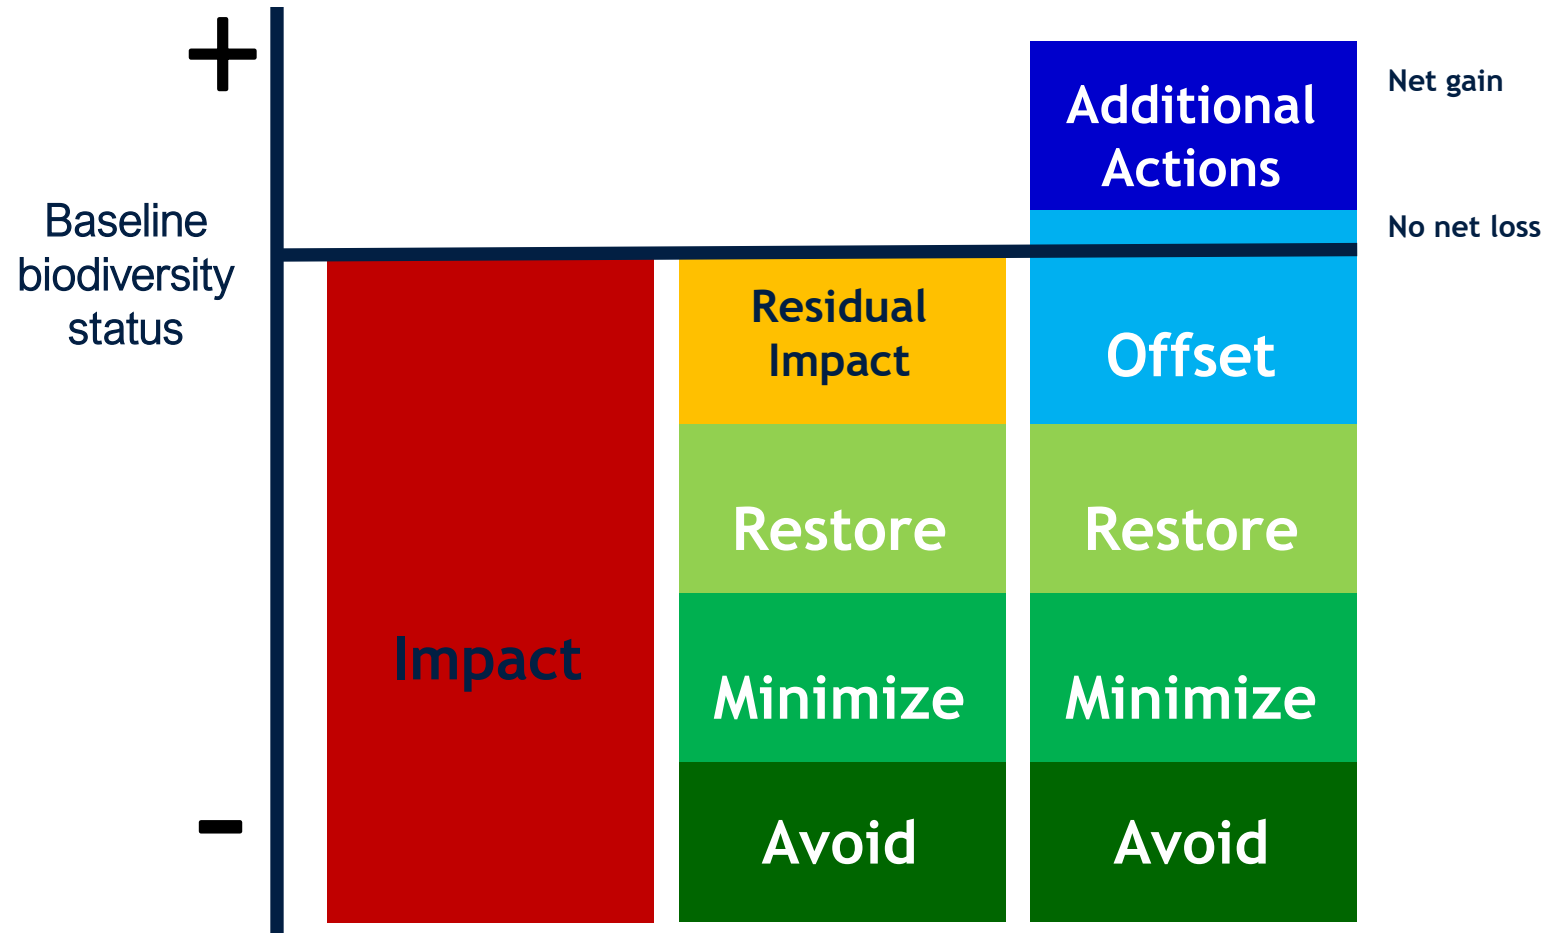 +
Baseline
biodiversity
status
-
Impact
Residual
Impact
Restore
Minimize
Avoid
Additional
Actions
Offset
Restore
Minimize
Avoid
Net gain
No net loss